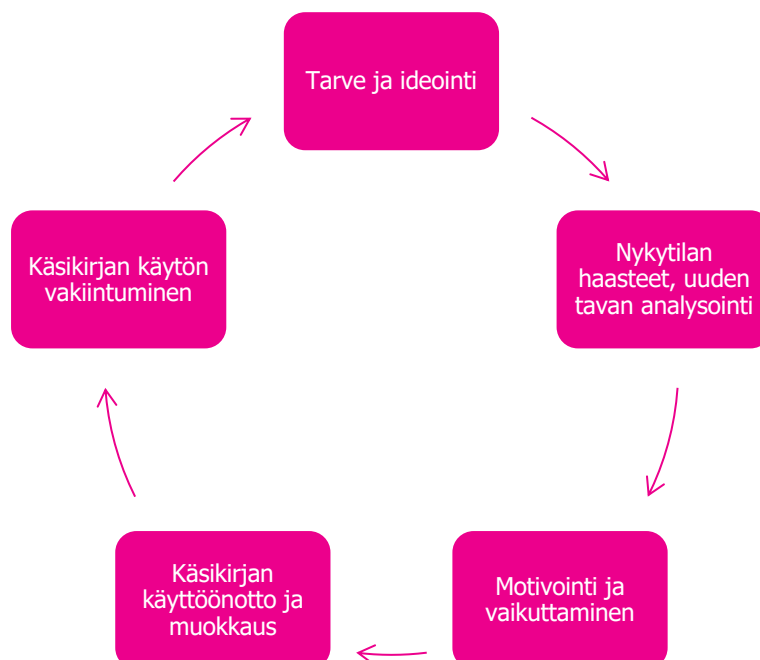 Tarve ja ideointi
Nykytilan
haasteet, uuden
tavan analysointi
Motivointi ja
vaikuttaminen
Käsikirjan
käyttöönotto ja
muokkaus
Käsikirjan käytön
vakiintuminen